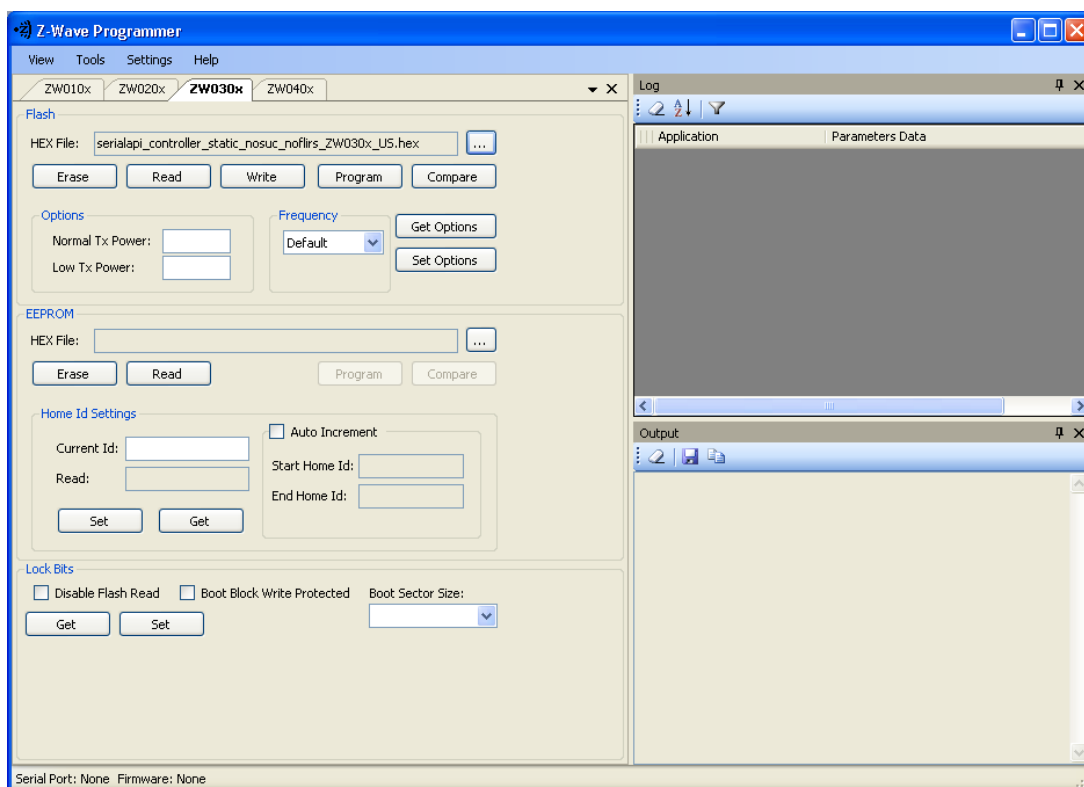 Z-Wave Programmer
View Tools Settings Help
ZW010x ZW020x ZW030x ZW040x
Flash
HEX File: serialapi_controller_static_nosuc_noflirs_ZW030x_US.hex ...
Erase Read Write Program Compare
Options
Normal Tx Power:
Low Tx Power:
Frequency
Default
Get Options
Set Options
EEPROM
HEX File: ...
Erase Read Program Compare
Home Id Settings
Current Id:
Read:
Set Get
Auto Increment
Start Home Id:
End Home Id:
Lock Bits
Disable Flash Read Boot Block Write Protected Boot Sector Size:
Get Set
Log
Application Parameters Data
Output
Serial Port: None Firmware: None